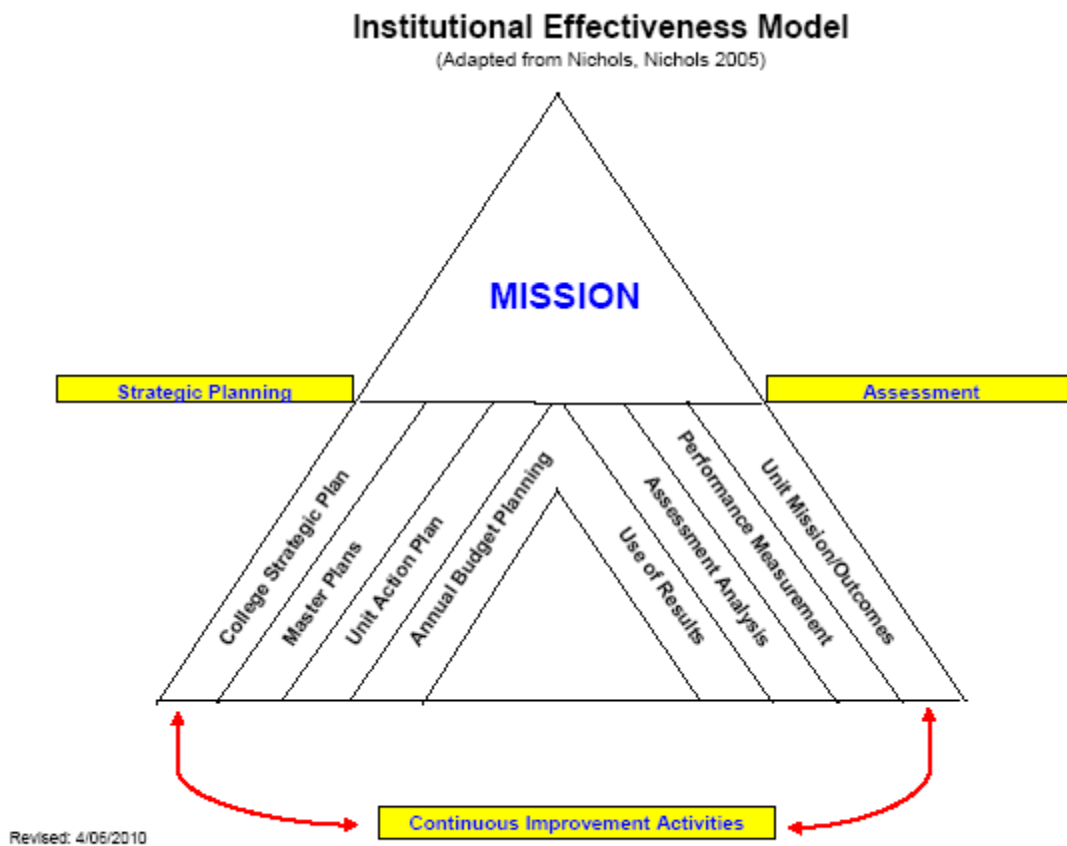 Institutional Effectiveness Model
(Adapted from Nichols, Nichols 2005)
MISSION
Strategic Planning
Assessment
College Strategic Plan
Master Plans
Unit Action Plan
Annual Budget Planning
Use of Results
Assessment Analysis
Performance Measurement
Unit Mission/Outcomes
Continuous Improvement Activities
Revised: 4/06/2010